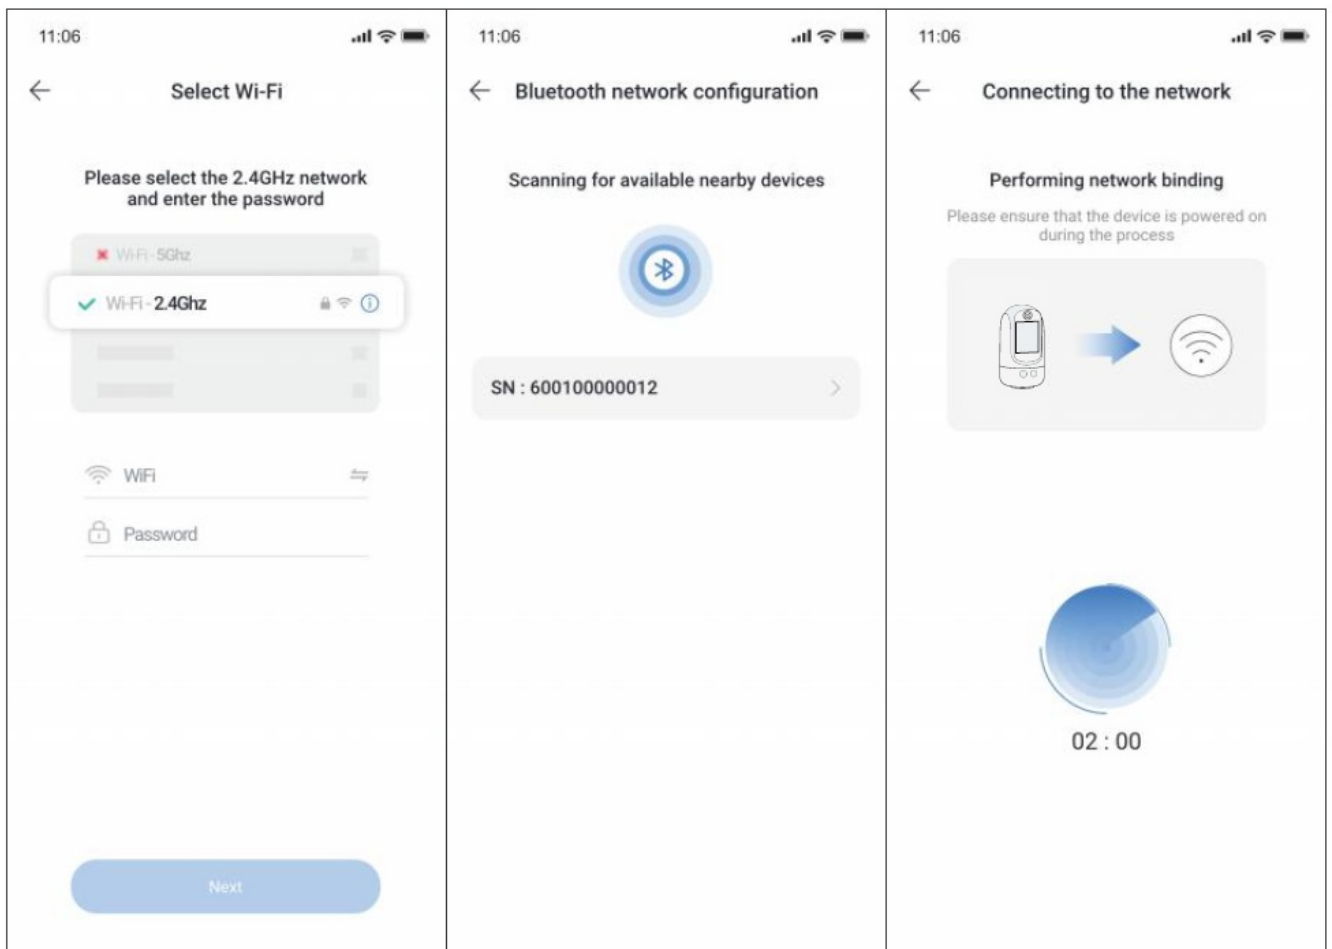 11:06
Select Wi-Fi
Please select the 2.4GHz network
and enter the password
Wi-Fi - 5Ghz
Wi-Fi - 2.4Ghz
WiFi
Password
Next
11:06
Bluetooth network configuration
Scanning for available nearby devices
SN : 600100000012
11:06
Connecting to the network
Performing network binding
Please ensure that the device is powered on
during the process
02 : 00